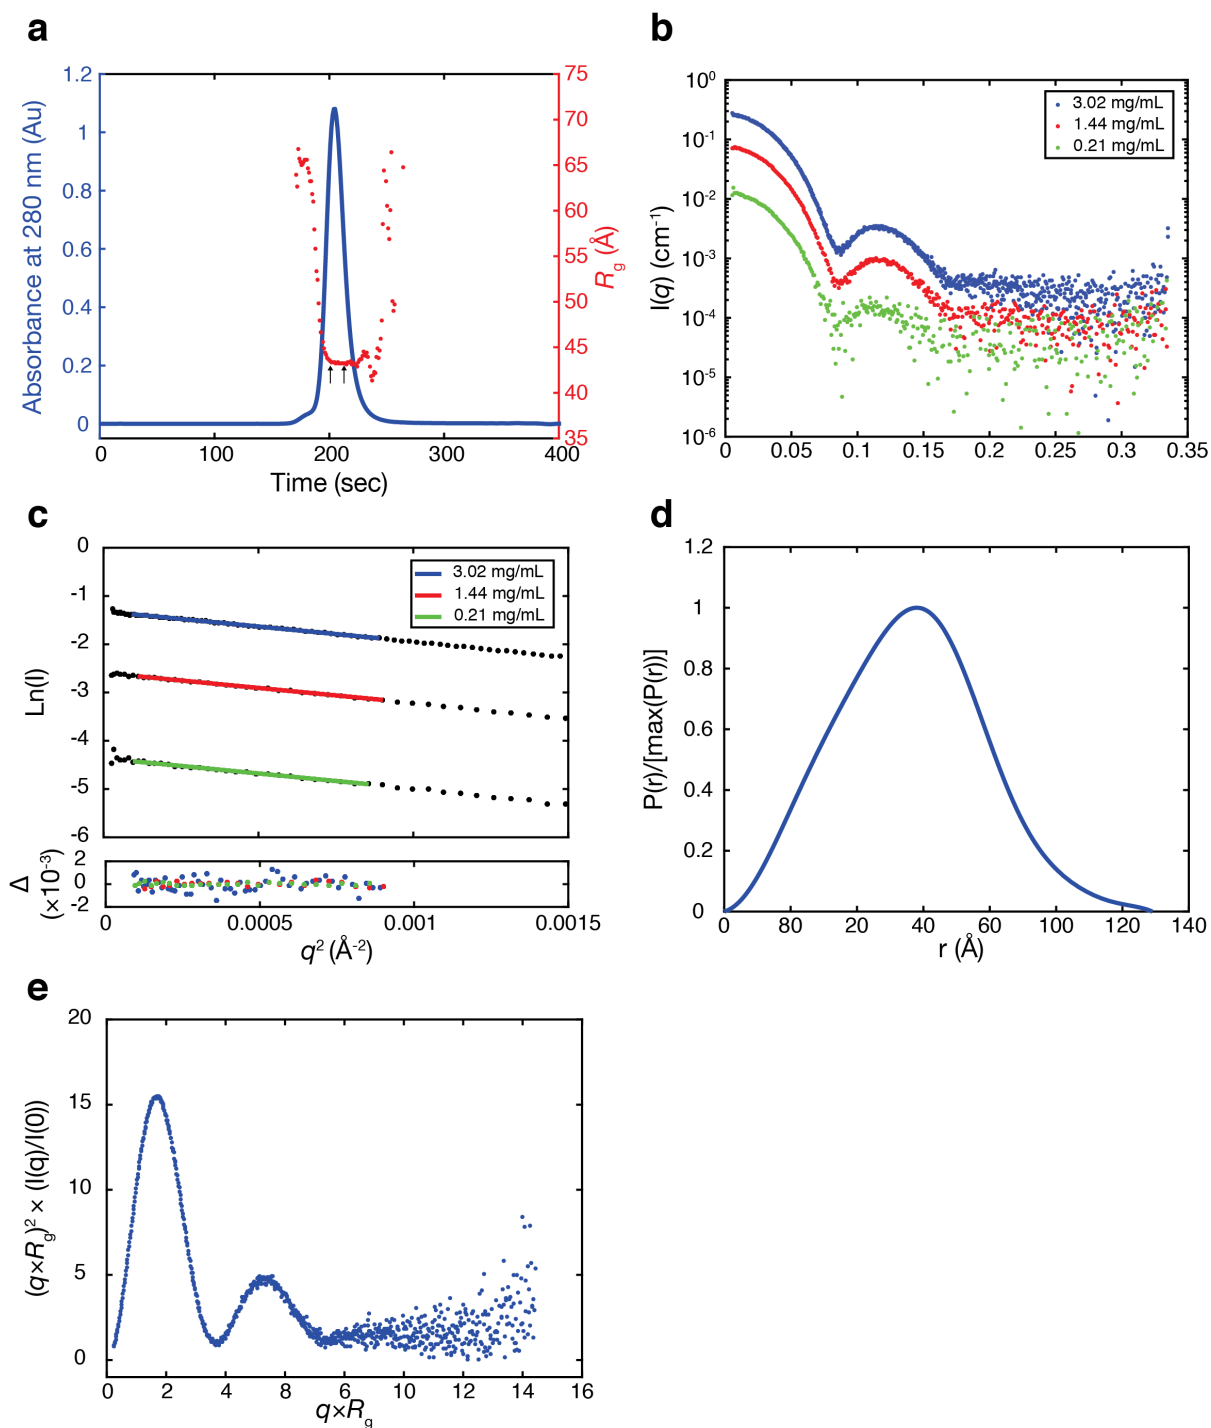 a
1.2
1
0.8
0.6
0.4
0.2
0
Absorbance at 280 nm (Au)
75
70
65
60
55
50
45
40
35
Rg (Å)
0 100 200 300 400
Time (sec)
b
10⁰
10⁻¹
10⁻²
10⁻³
10⁻⁴
10⁻⁵
10⁻⁶
I(q) (cm⁻¹)
3.02 mg/mL
1.44 mg/mL
0.21 mg/mL
0 0.05 0.1 0.15 0.2 0.25 0.3 0.35
c
0
-1
-2
-3
-4
-5
-6
Ln(I)
3.02 mg/mL
1.44 mg/mL
0.21 mg/mL
2
0
-2
Δ
(×10⁻³)
0 0.0005 0.001 0.0015
q² (Å⁻²)
d
1.2
1
0.8
0.6
0.4
0.2
0
P(r)/[max(P(r))]
0 80 20 40 60 100 120 140
r (Å)
e
20
15
10
5
0
(q×Rg)² × (I(q)/I(0))
0 2 4 8 6 10 12 14 16
q×Rg